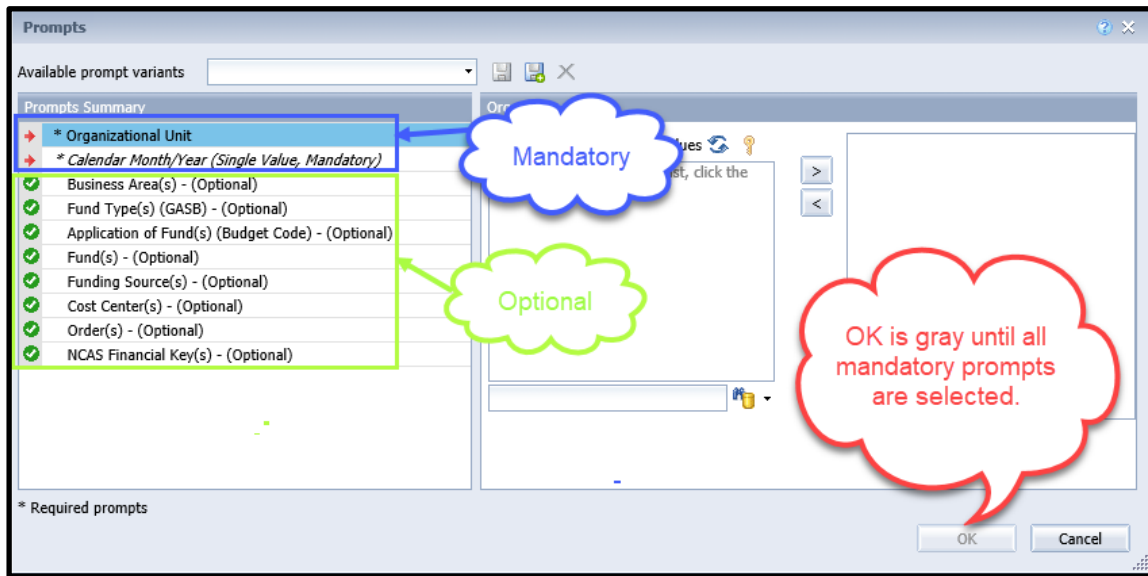 Prompts
Available prompt variants
Prompts Summary
* Organizational Unit
* Calendar Month/Year (Single Value, Mandatory)
Business Area(s) - (Optional)
Fund Type(s) (GASB) - (Optional)
Application of Fund(s) (Budget Code) - (Optional)
Fund(s) - (Optional)
Funding Source(s) - (Optional)
Cost Center(s) - (Optional)
Order(s) - (Optional)
NCAS Financial Key(s) - (Optional)
* Required prompts
Mandatory
Optional
click the
>
<
OK is gray until all
mandatory prompts
are selected.
OK
Cancel